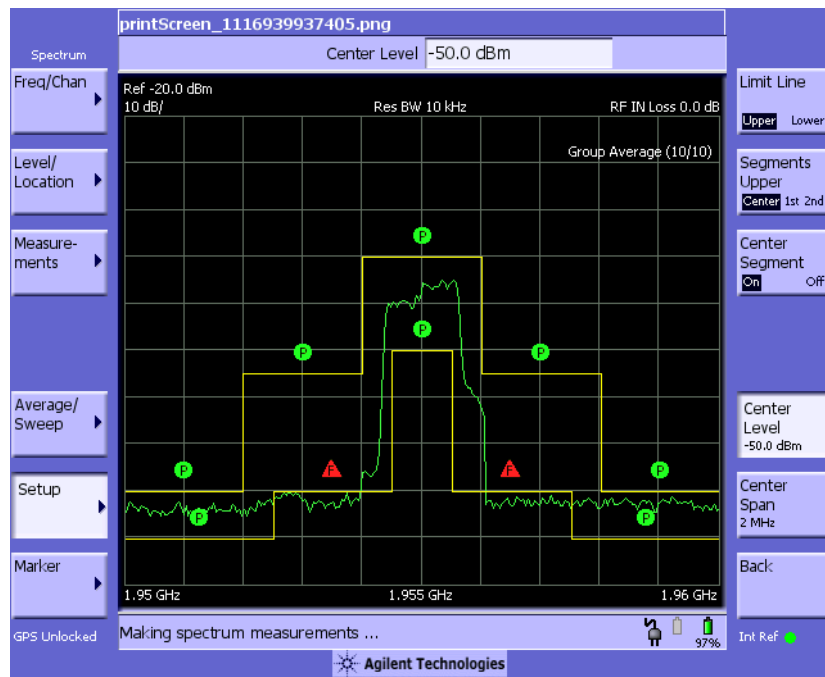 printScreen_1116939937405.png
Spectrum
Center Level -50.0 dBm
Freq/Chan
Level/
Location
Measure-
ments
Average/
Sweep
Setup
Marker
GPS Unlocked
Ref -20.0 dBm
10 dB/ Res BW 10 kHz RF IN Loss 0.0 dB
Group Average (10/10)
P
P
P P
P F F P
P P
1.95 GHz 1.955 GHz 1.96 GHz
Making spectrum measurements ...
97%
Agilent Technologies
Limit Line
Upper Lower
Segments
Upper
Center 1st 2nd
Center
Segment
On Off
Center
Level
-50.0 dBm
Center
Span
2 MHz
Back
Int Ref